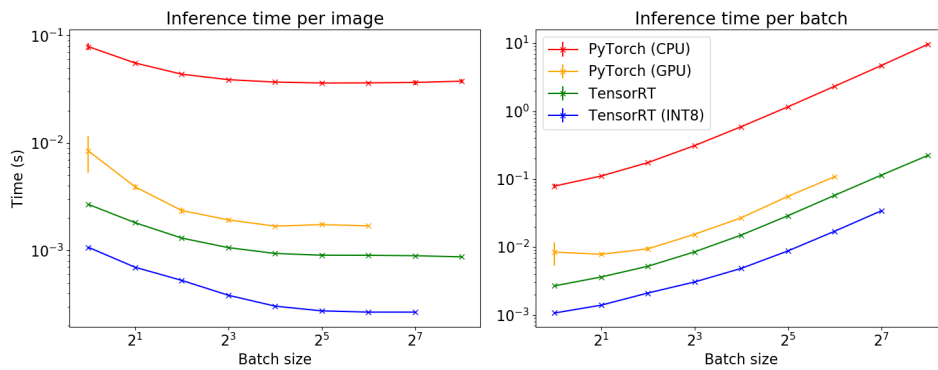 Inference time per image
Time (s)
10⁻¹
10⁻²
10⁻³
2¹ 2³ 2⁵ 2⁷
Batch size
Inference time per batch
PyTorch (CPU)
PyTorch (GPU)
TensorRT
TensorRT (INT8)
10¹
10⁰
10⁻¹
10⁻²
10⁻³
2¹ 2³ 2⁵ 2⁷
Batch size